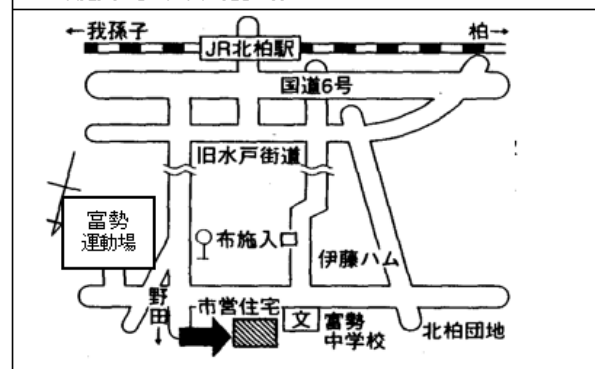 ←我孫子
柏→
JR北柏駅
国道6号
旧水戸街道
富勢
運動場
布施入口
伊藤ハム
野田↓
市営住宅
文
富勢
中学校
北柏団地